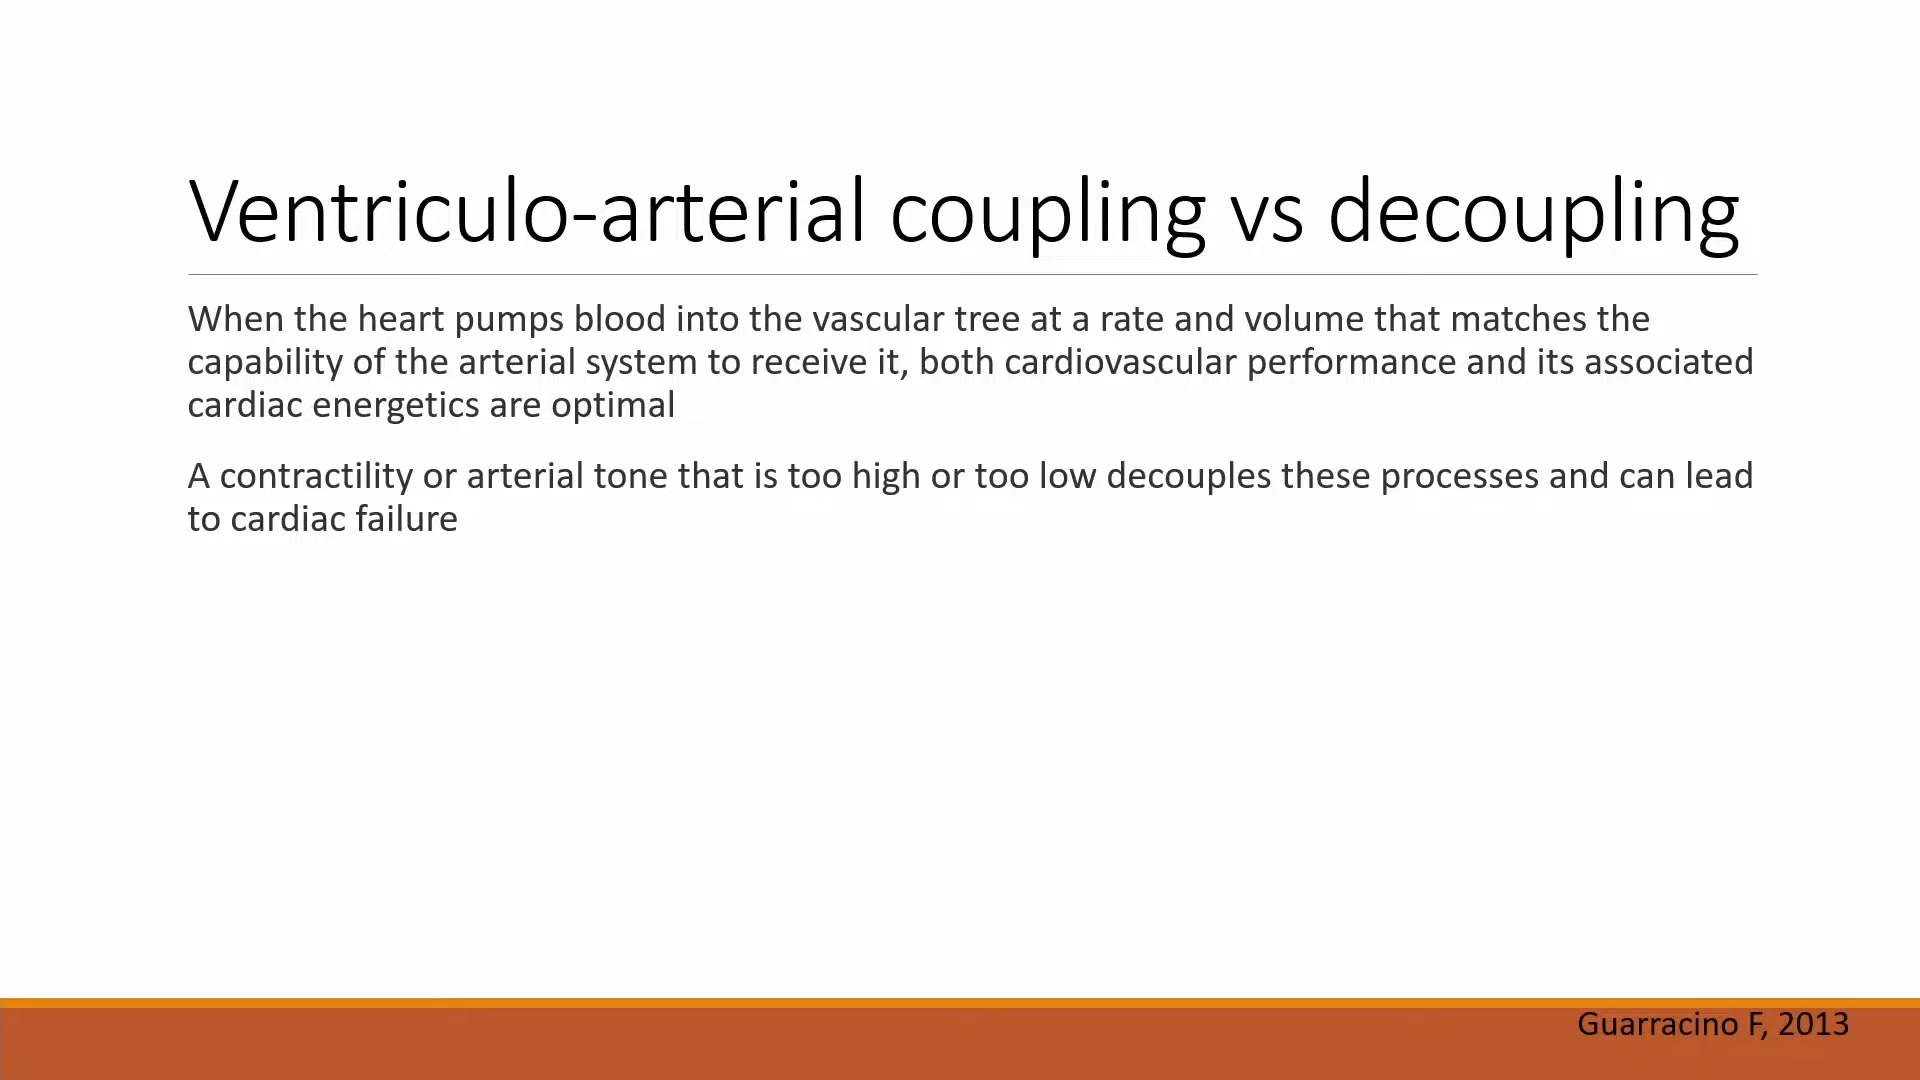 Ventriculo-arterial coupling vs decoupling
When the heart pumps blood into the vascular tree at a rate and volume that matches the
capability of the arterial system to receive it, both cardiovascular performance and its associated
cardiac energetics are optimal
A contractility or arterial tone that is too high or too low decouples these processes and can lead
to cardiac failure
Guarracino F, 2013